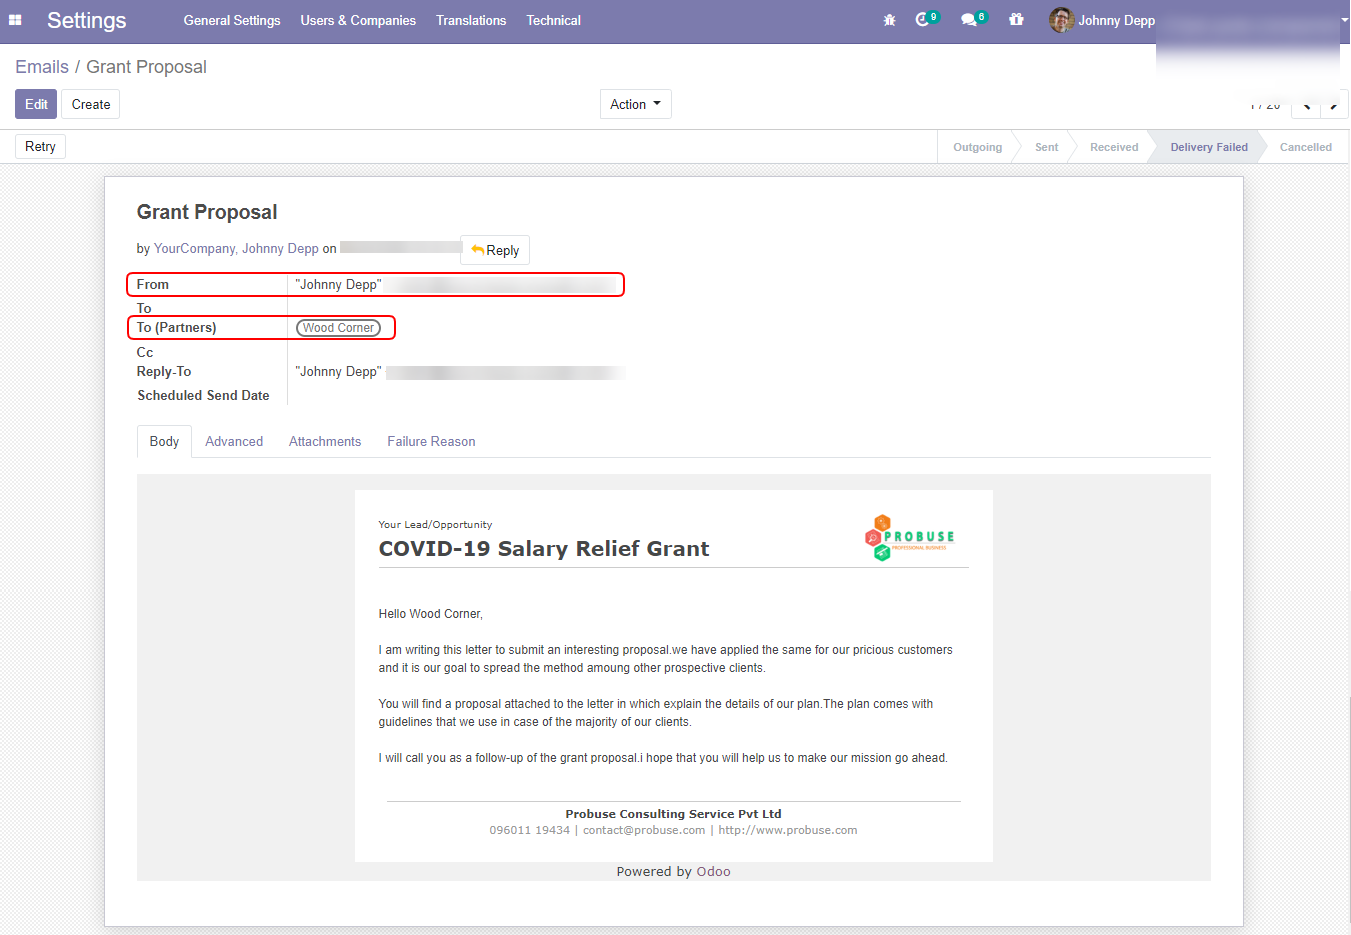 Settings General Settings Users & Companies Translations Technical 9 6 Johnny Depp
Emails / Grant Proposal
Edit Create Action 1 / 20
Retry Outgoing Sent Received Delivery Failed Cancelled
Grant Proposal
by YourCompany, Johnny Depp on Reply
From "Johnny Depp"
To
To (Partners) Wood Corner
Cc
Reply-To "Johnny Depp"
Scheduled Send Date
Body Advanced Attachments Failure Reason
Your Lead/Opportunity
COVID-19 Salary Relief Grant
PROBUSE
PROFESSIONAL BUSINESS
Hello Wood Corner,
I am writing this letter to submit an interesting proposal.we have applied the same for our pricious customers
and it is our goal to spread the method amoung other prospective clients.
You will find a proposal attached to the letter in which explain the details of our plan.The plan comes with
guidelines that we use in case of the majority of our clients.
I will call you as a follow-up of the grant proposal.i hope that you will help us to make our mission go ahead.
Probuse Consulting Service Pvt Ltd
096011 19434 | contact@probuse.com | http://www.probuse.com
Powered by Odoo